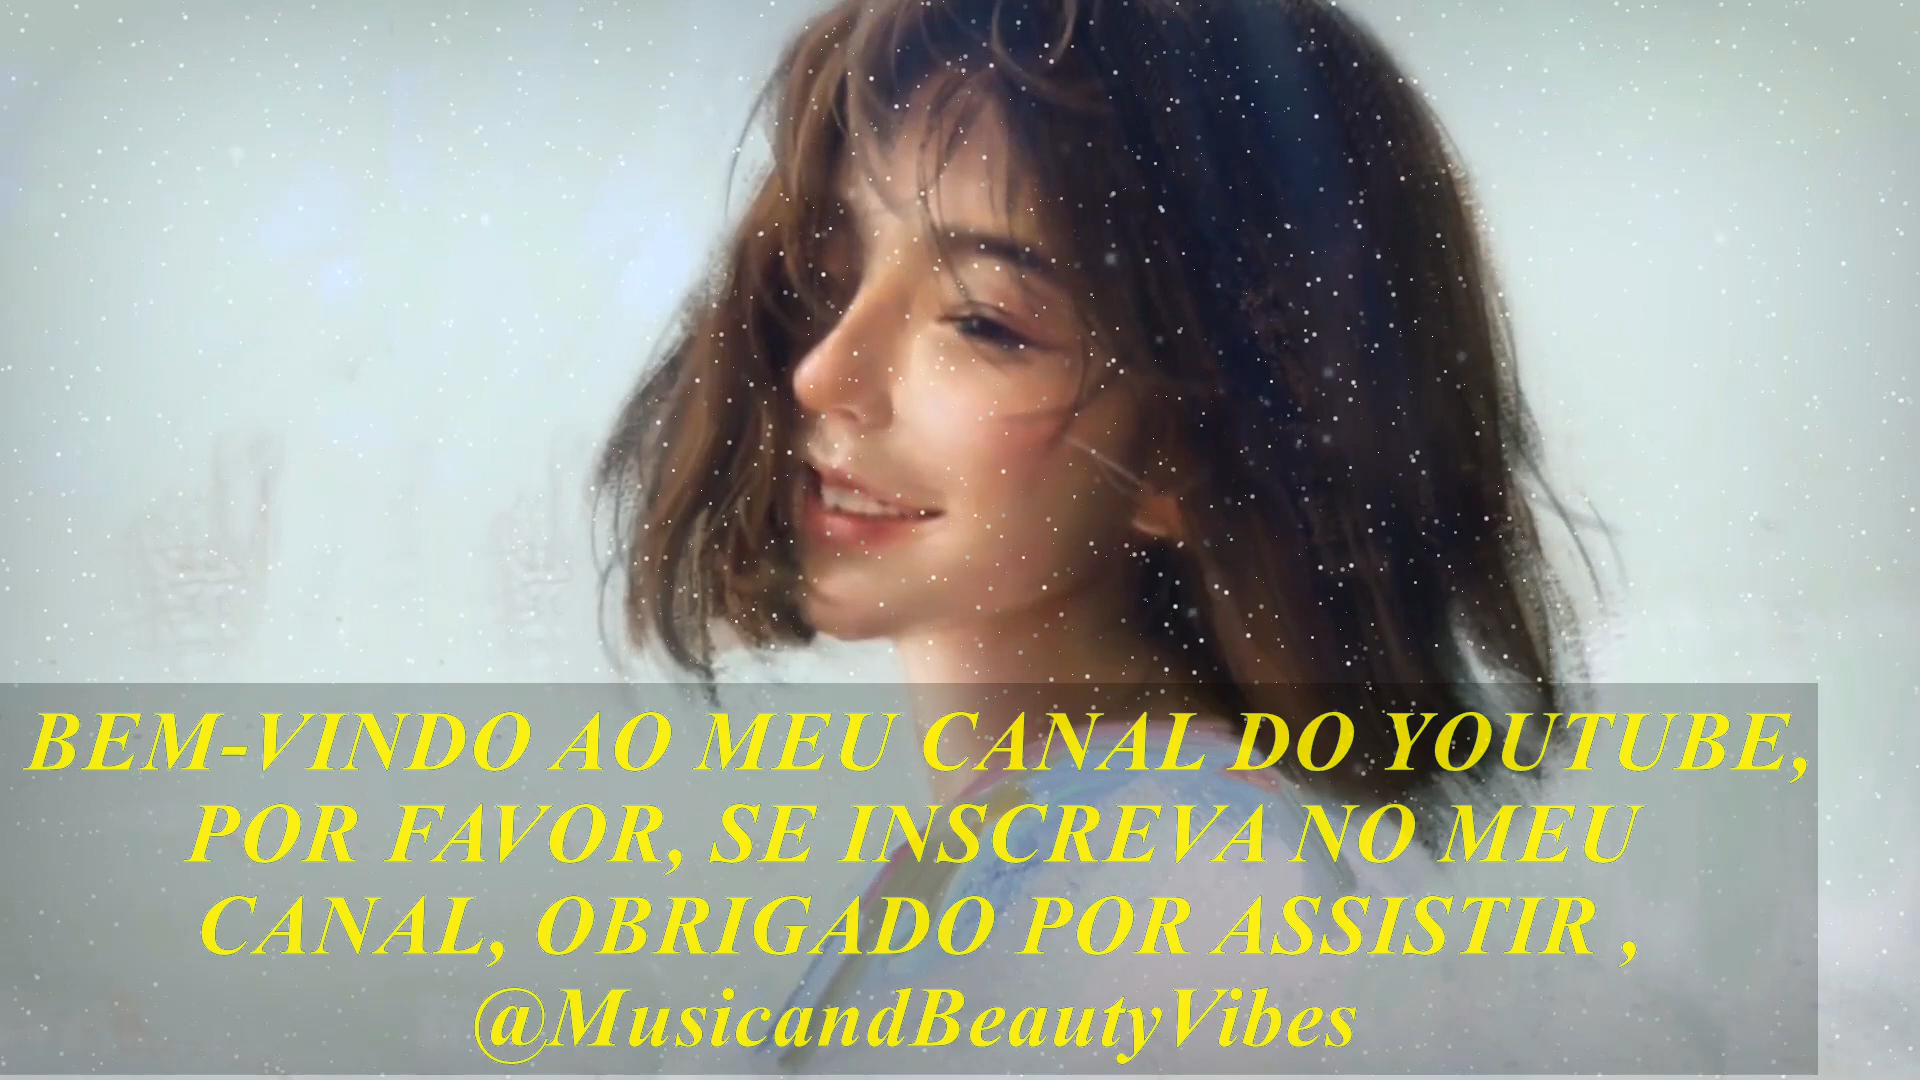 BEM-VINDO AO MEU CANAL DO YOUTUBE,
POR FAVOR, SE INSCREVA NO MEU
CANAL, OBRIGADO POR ASSISTIR ,
@MusicandBeautyVibes